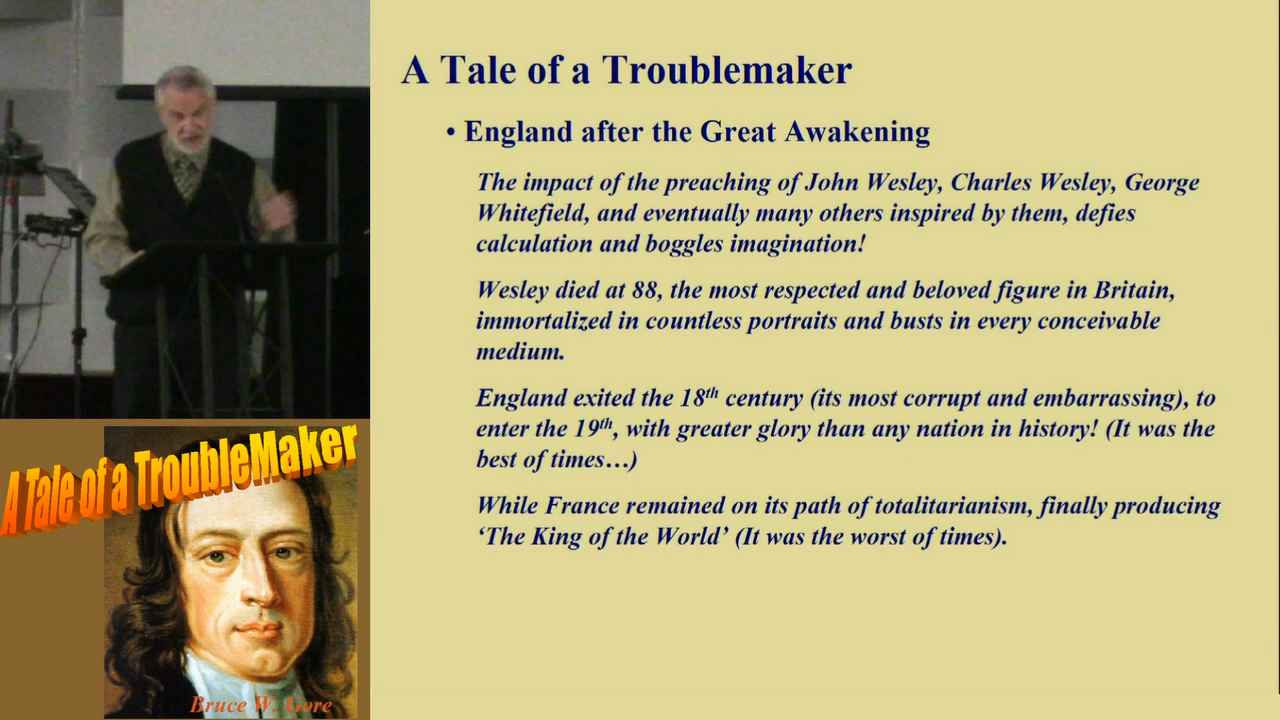 A Tale of a Troublemaker
• England after the Great Awakening
The impact of the preaching of John Wesley, Charles Wesley, George
Whitefield, and eventually many others inspired by them, defies
calculation and boggles imagination!
Wesley died at 88, the most respected and beloved figure in Britain,
immortalized in countless portraits and busts in every conceivable
medium.
England exited the 18th century (its most corrupt and embarrassing), to
enter the 19th, with greater glory than any nation in history! (It was the
best of times…)
While France remained on its path of totalitarianism, finally producing
‘The King of the World’ (It was the worst of times).
A Tale of a TroubleMaker
Bruce W. Gore